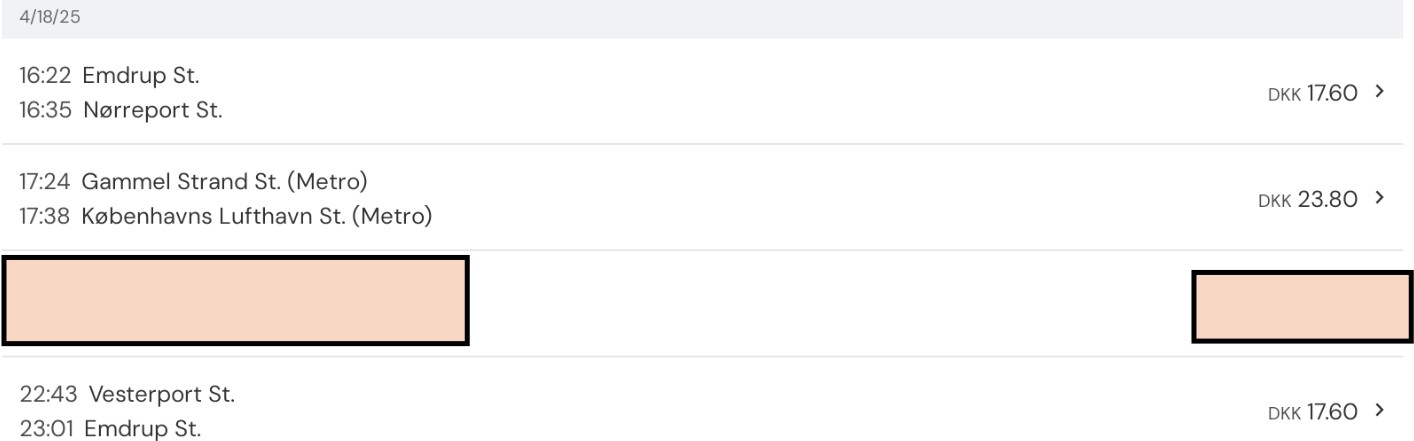 4/18/25
16:22 Emdrup St.
16:35 Nørreport St.
DKK 17.60
17:24 Gammel Strand St. (Metro)
17:38 Københavns Lufthavn St. (Metro)
DKK 23.80
22:43 Vesterport St.
23:01 Emdrup St.
DKK 17.60